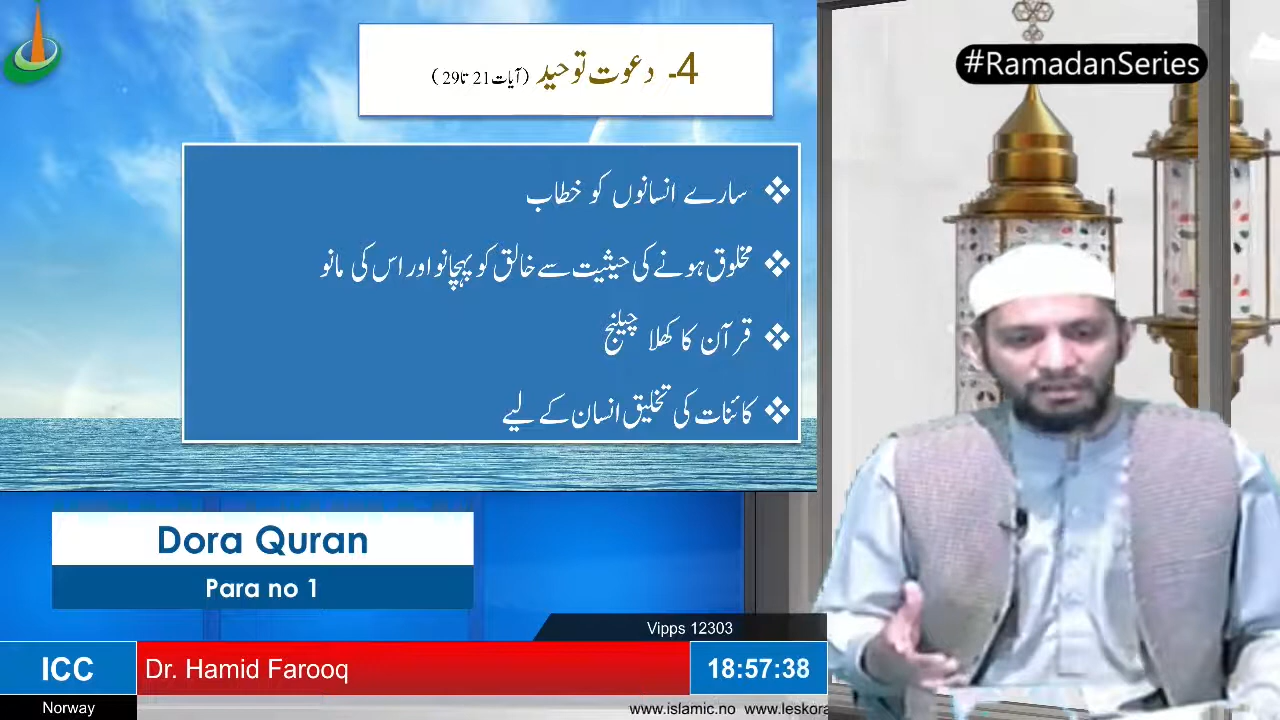 4- دعوت توحید (آیات 21 تا 29)
#RamadanSeries
سارے انسانوں کو خطاب
مخلوق ہونے کی حیثیت سے خالق کو پہچانو اور اس کی مانو
قرآن کا کھلا چیلنج
کائنات کی تخلیق انسان کے لیے
Dora Quran
Para no 1
Vipps 12303
ICC
Dr. Hamid Farooq
18:57:38
Norway
www.islamic.no www.leskora